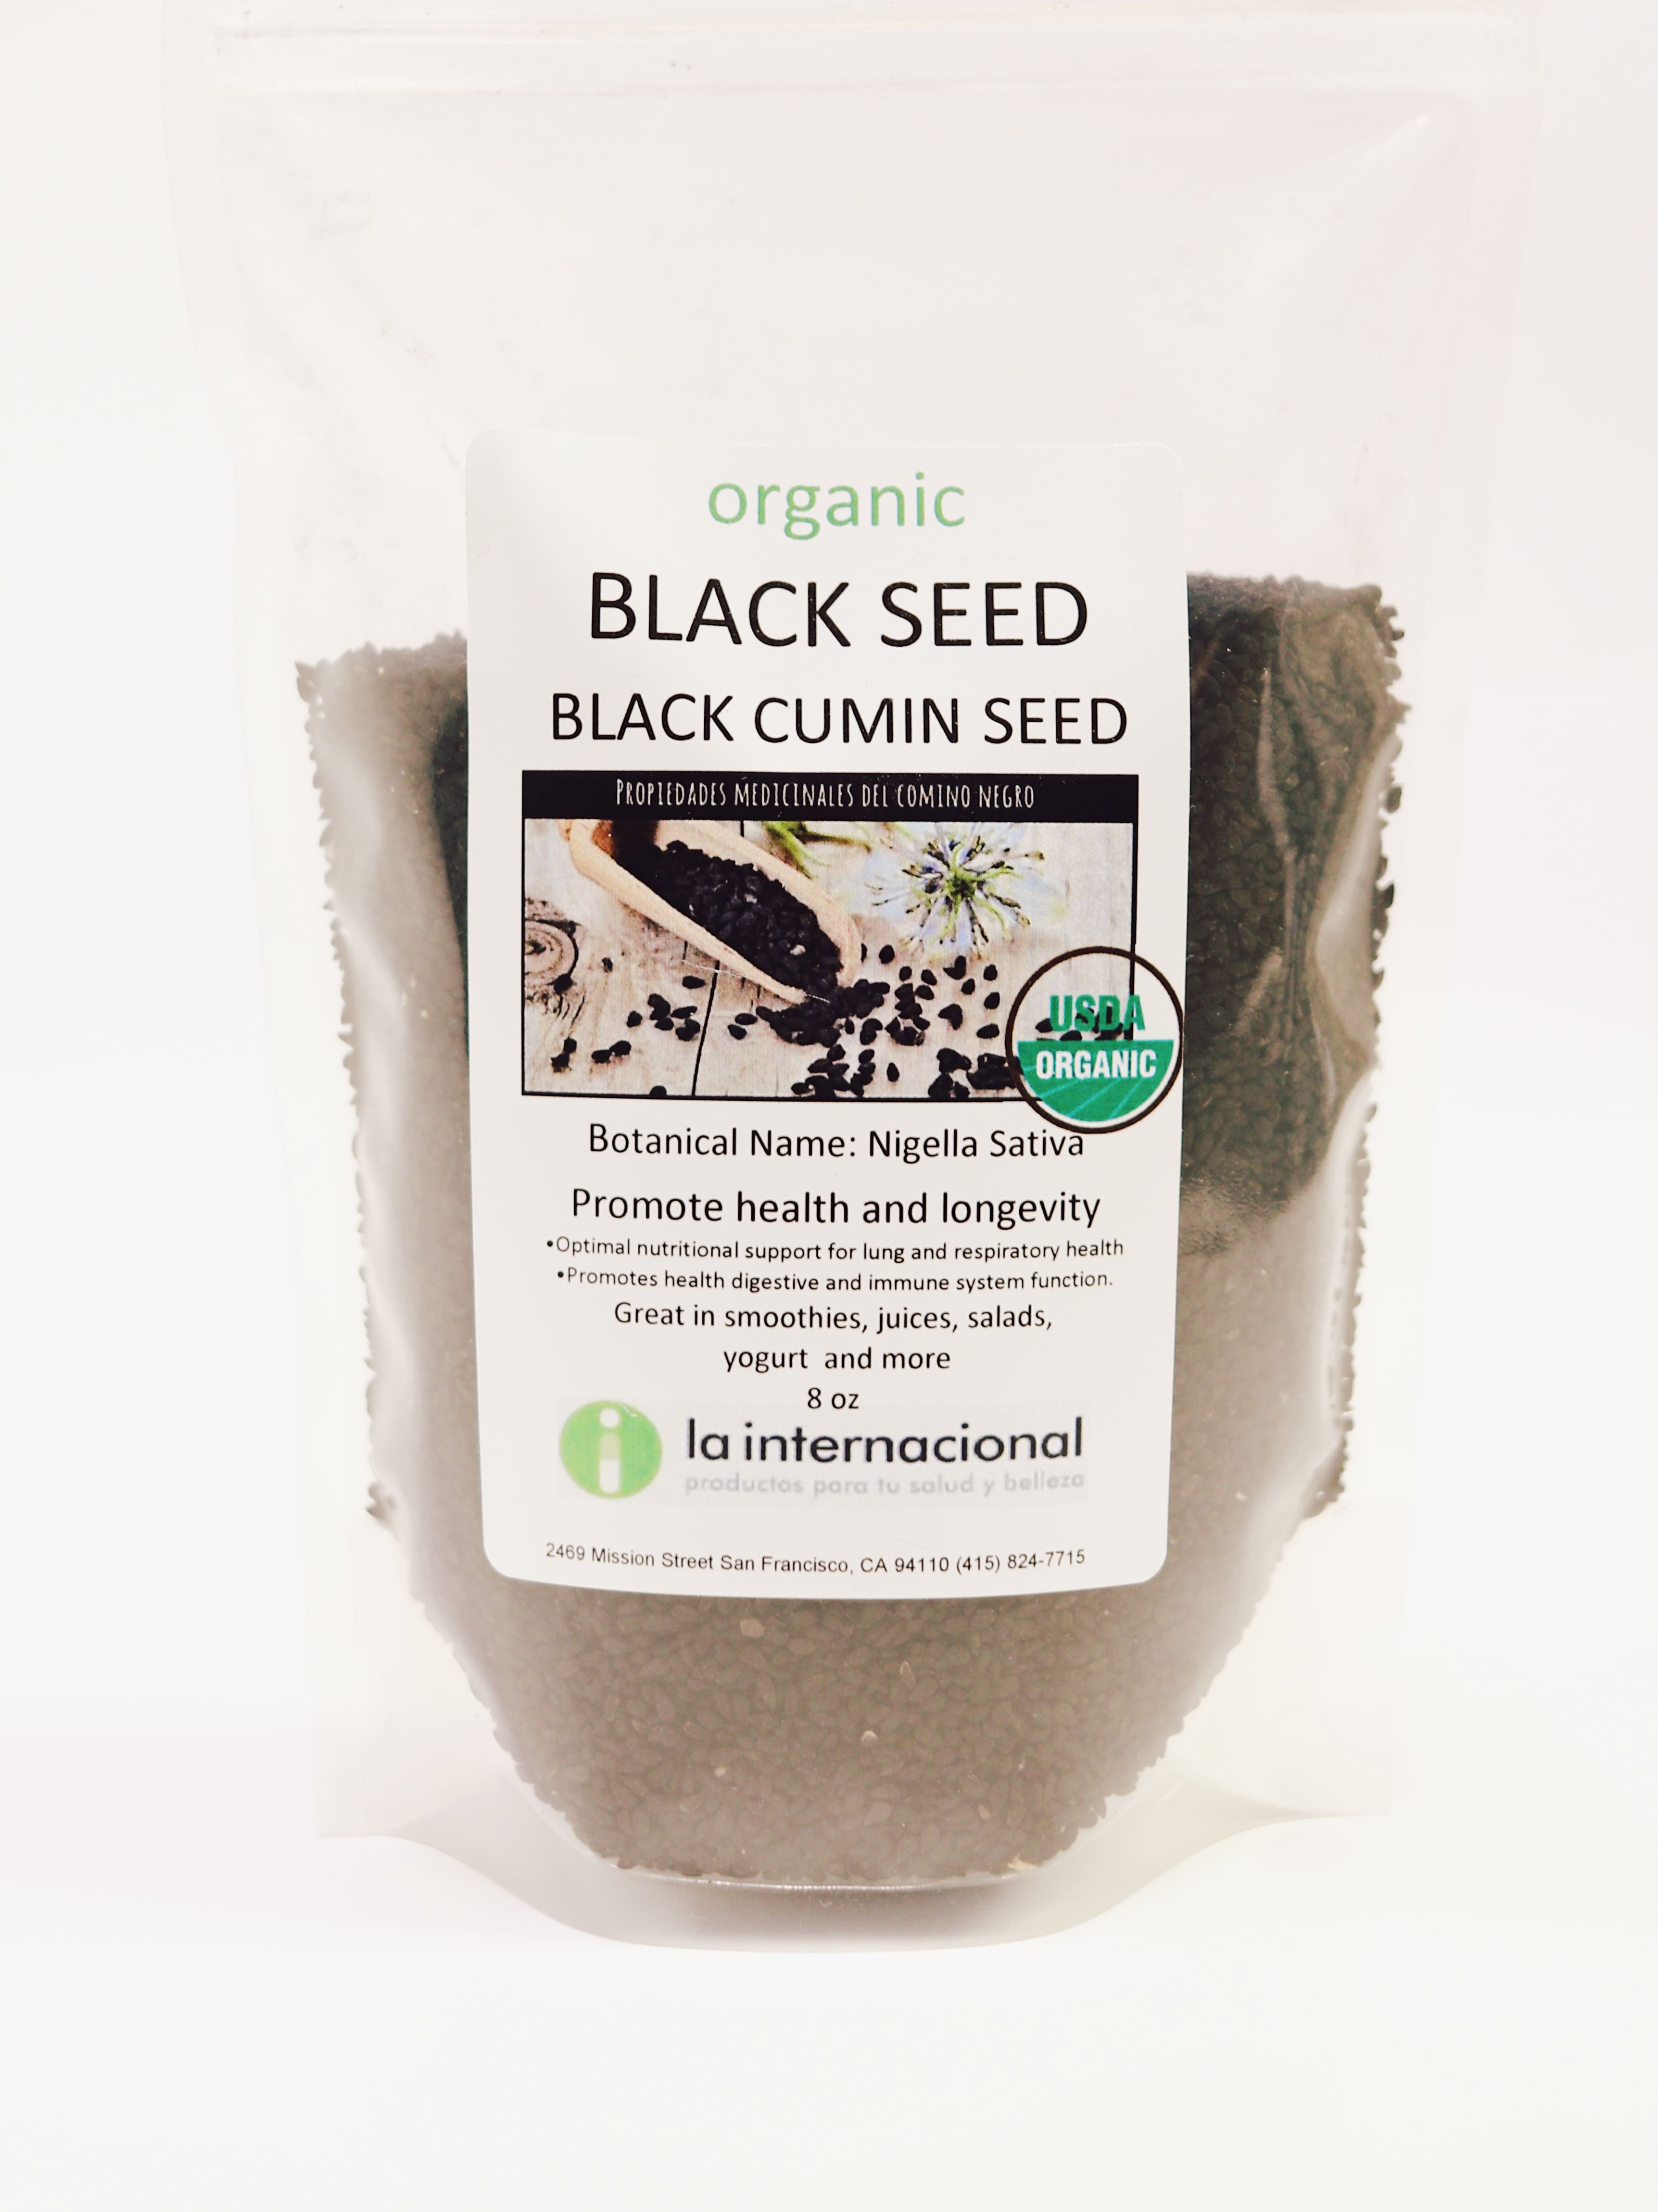 organic
BLACK SEED
BLACK CUMIN SEED
PROPIEDADES MEDICINALES DEL COMINO NEGRO
USDA
ORGANIC
Botanical Name: Nigella Sativa
Promote health and longevity
•Optimal nutritional support for lung and respiratory health
•Promotes health digestive and immune system function.
Great in smoothies, juices, salads,
yogurt and more
8 oz
i la internacional
productos para tu salud y belleza
2469 Mission Street San Francisco, CA 94110 (415) 824-7715